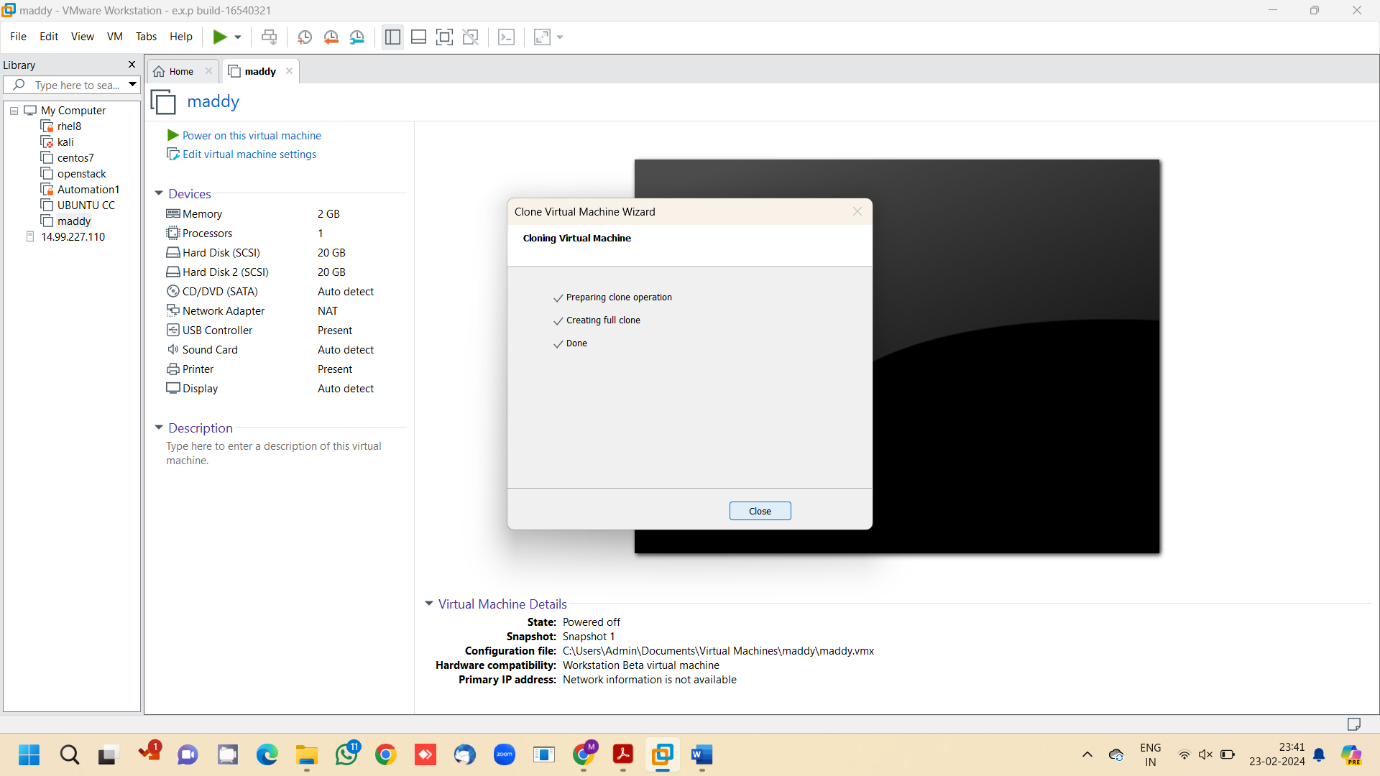 maddy - VMware Workstation - e.x.p build-16540321
File Edit View VM Tabs Help
Library
Type here to sea...
My Computer
rhel8
kali
centos7
openstack
Automation1
UBUNTU CC
maddy
14.99.227.110
Home maddy
maddy
Power on this virtual machine
Edit virtual machine settings
Devices
Memory 2 GB
Processors 1
Hard Disk (SCSI) 20 GB
Hard Disk 2 (SCSI) 20 GB
CD/DVD (SATA) Auto detect
Network Adapter NAT
USB Controller Present
Sound Card Auto detect
Printer Present
Display Auto detect
Description
Type here to enter a description of this virtual
machine.
Clone Virtual Machine Wizard
Cloning Virtual Machine
Preparing clone operation
Creating full clone
Done
Close
Virtual Machine Details
State: Powered off
Snapshot: Snapshot 1
Configuration file: C:\Users\Admin\Documents\Virtual Machines\maddy\maddy.vmx
Hardware compatibility: Workstation Beta virtual machine
Primary IP address: Network information is not available
1
11
zoom
M
W
ENG
IN
23:41
23-02-2024
PRE